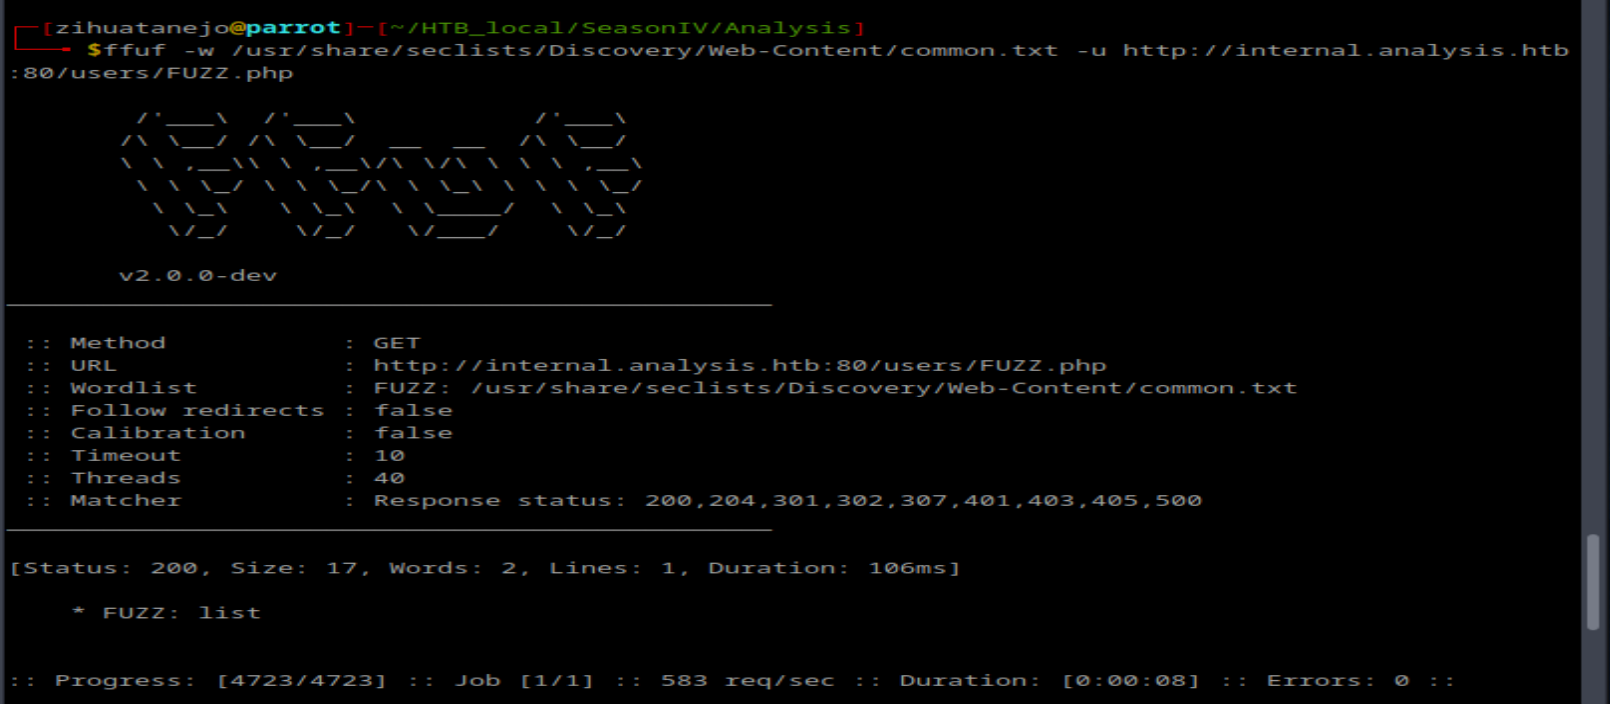 ┌─[zihuatanejo@parrot]─[~/HTB_local/SeasonIV/Analysis]
└──╼ $ffuf -w /usr/share/seclists/Discovery/Web-Content/common.txt -u http://internal.analysis.htb
:80/users/FUZZ.php
v2.0.0-dev
:: Method : GET
:: URL : http://internal.analysis.htb:80/users/FUZZ.php
:: Wordlist : FUZZ: /usr/share/seclists/Discovery/Web-Content/common.txt
:: Follow redirects : false
:: Calibration : false
:: Timeout : 10
:: Threads : 40
:: Matcher : Response status: 200,204,301,302,307,401,403,405,500
[Status: 200, Size: 17, Words: 2, Lines: 1, Duration: 106ms]
* FUZZ: list
:: Progress: [4723/4723] :: Job [1/1] :: 583 req/sec :: Duration: [0:00:08] :: Errors: 0 ::